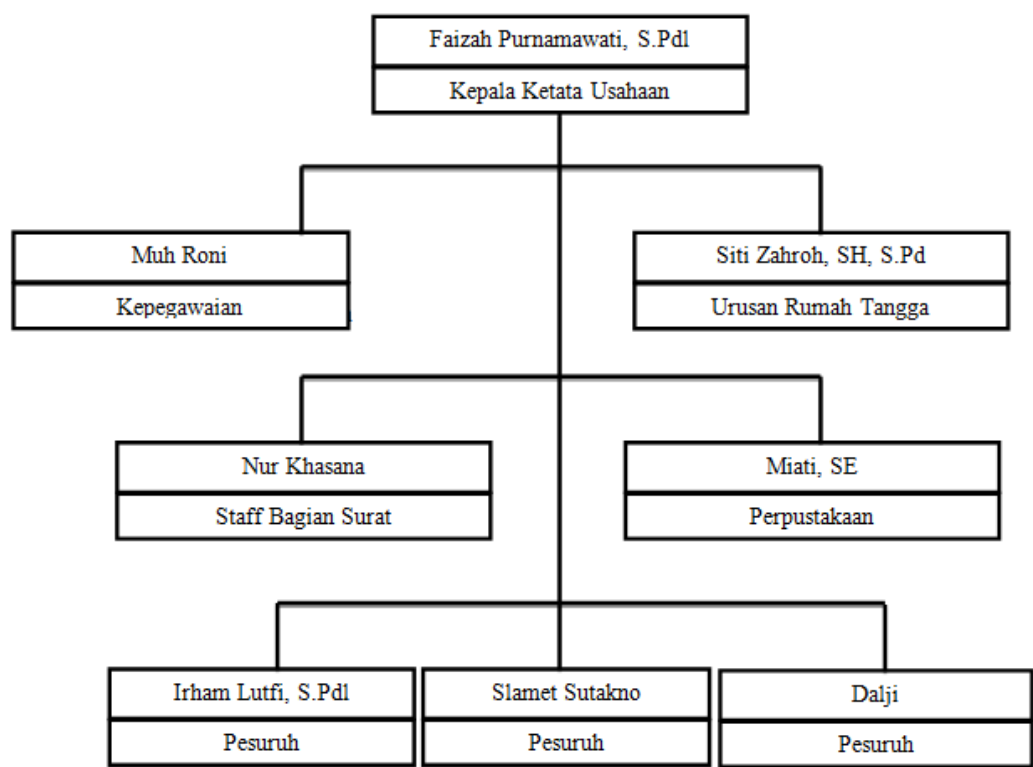 Faizah Purnamawati, S.Pdl
Kepala Ketata Usahaan
Muh Roni
Kepegawaian
Siti Zahroh, SH, S.Pd
Urusan Rumah Tangga
Nur Khasana
Staff Bagian Surat
Miati, SE
Perpustakaan
Irham Lutfi, S.Pdl
Pesuruh
Slamet Sutakno
Pesuruh
Dalji
Pesuruh